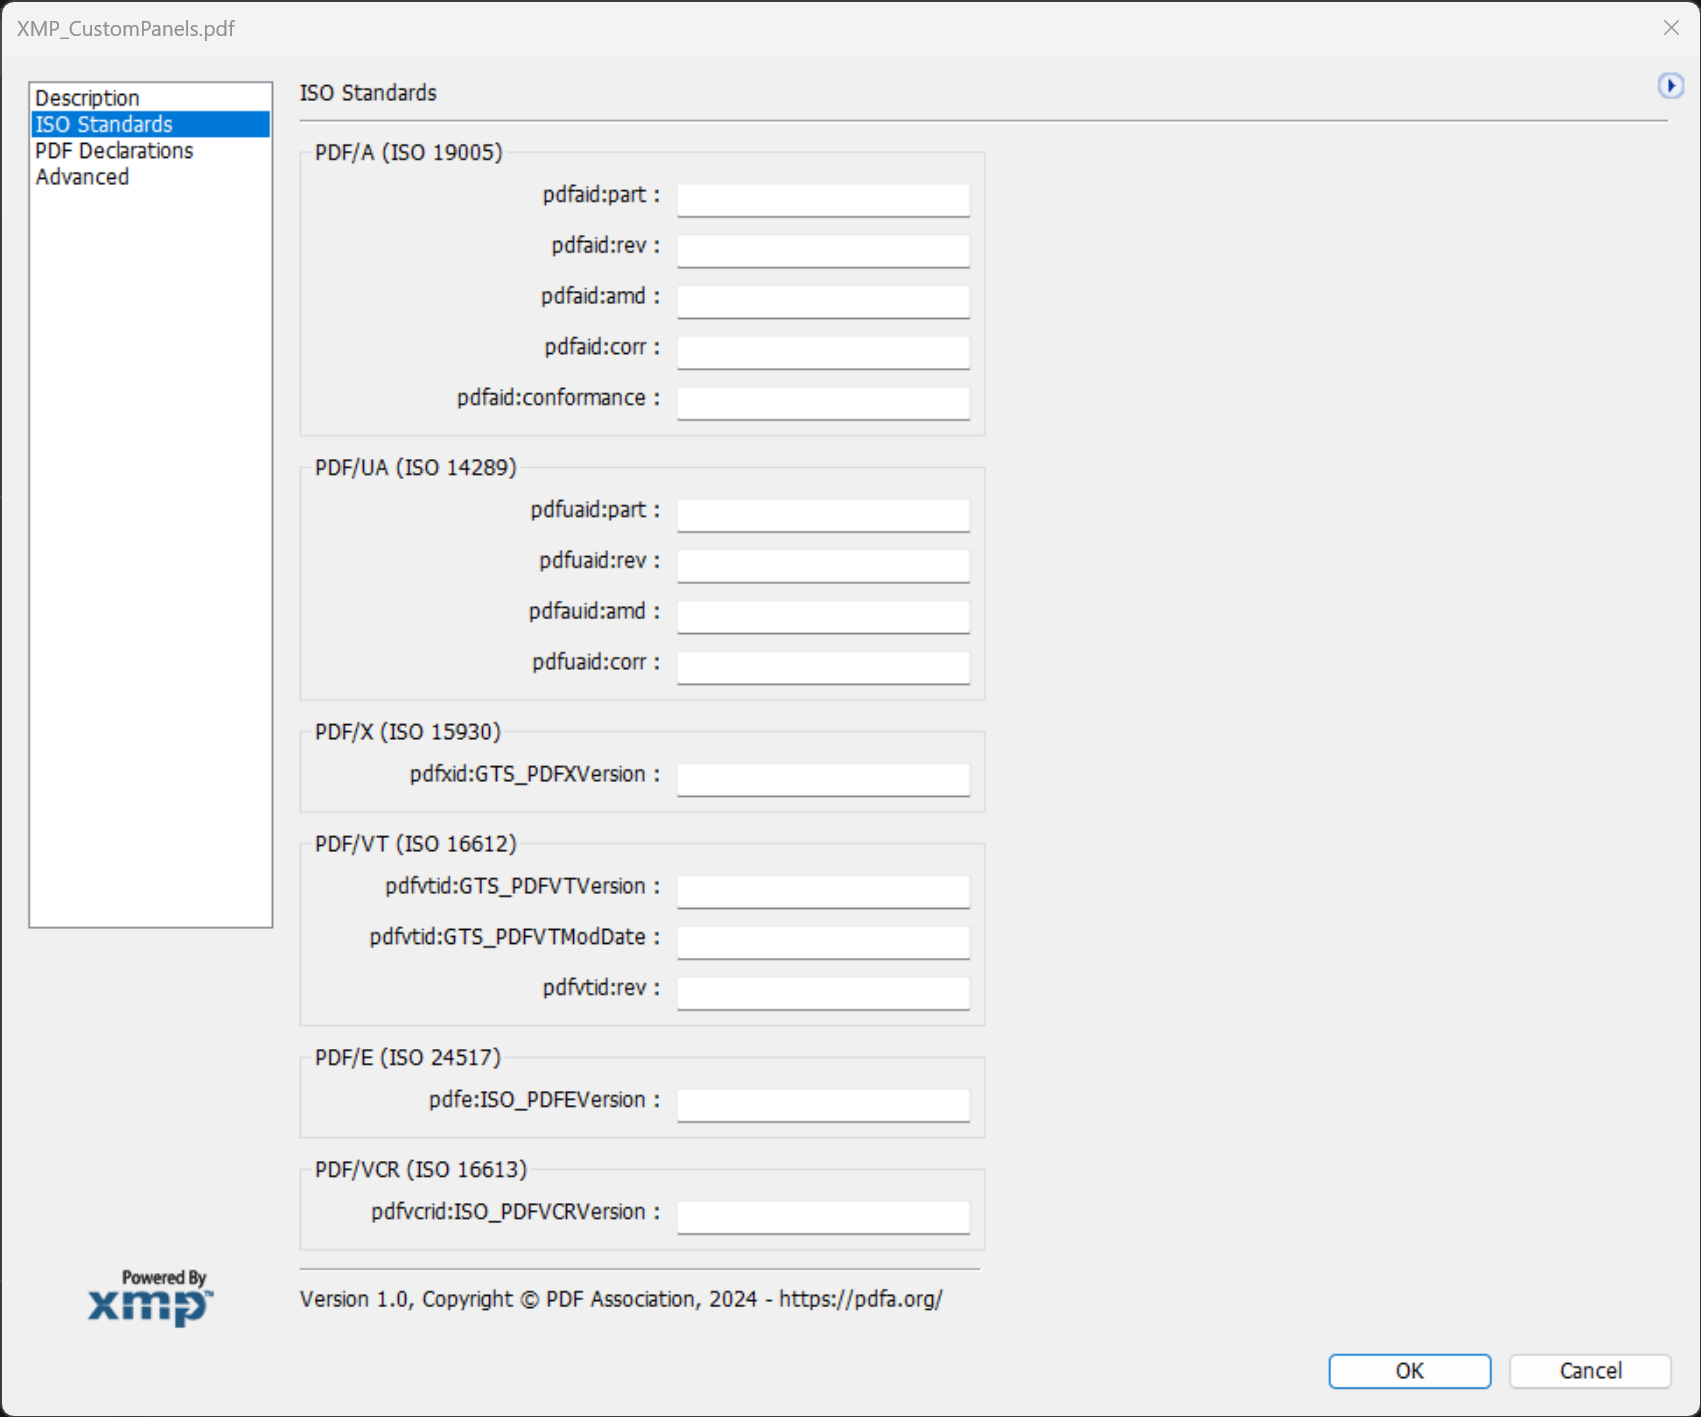 XMP_CustomPanels.pdf
Description
ISO Standards
PDF Declarations
Advanced
ISO Standards
PDF/A (ISO 19005)
pdfaid:part :
pdfaid:rev :
pdfaid:amd :
pdfaid:corr :
pdfaid:conformance :
PDF/UA (ISO 14289)
pdfuaid:part :
pdfuaid:rev :
pdfauid:amd :
pdfuaid:corr :
PDF/X (ISO 15930)
pdfxid:GTS_PDFXVersion :
PDF/VT (ISO 16612)
pdfvtid:GTS_PDFVTVersion :
pdfvtid:GTS_PDFVTModDate :
pdfvtid:rev :
PDF/E (ISO 24517)
pdfe:ISO_PDFEVersion :
PDF/VCR (ISO 16613)
pdfvcrid:ISO_PDFVCRVersion :
Powered By
xmp™
Version 1.0, Copyright © PDF Association, 2024 - https://pdfa.org/
OK
Cancel